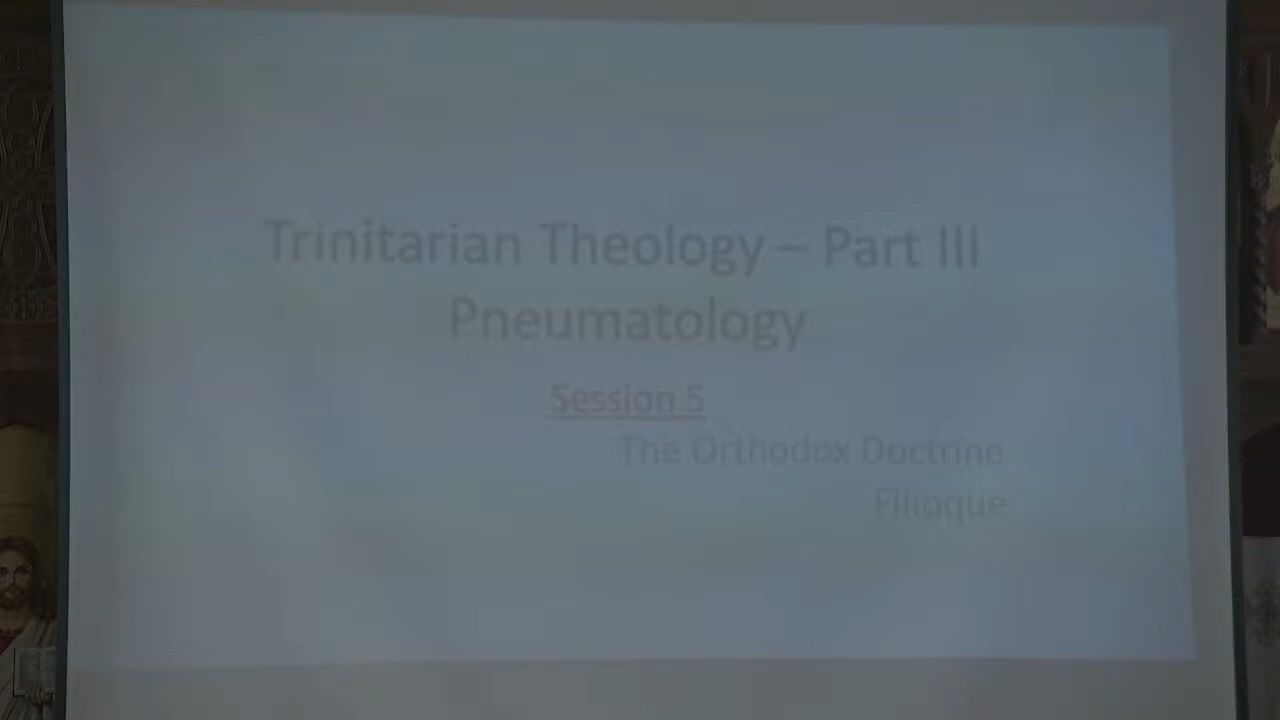 Trinitarian Theology – Part III
Pneumatology
Session 5
The Orthodox Doctrine
Filioque